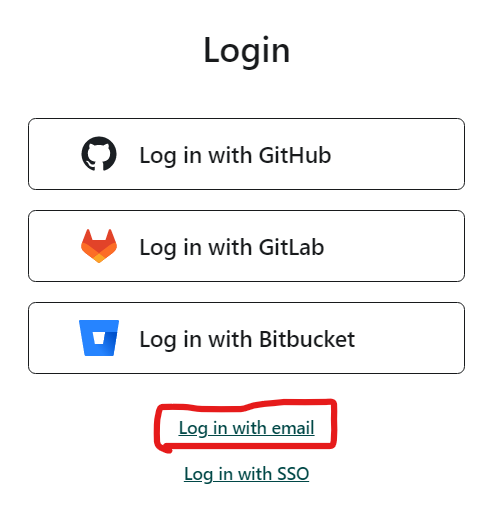 Login
Log in with GitHub
Log in with GitLab
Log in with Bitbucket
Log in with email
Log in with SSO